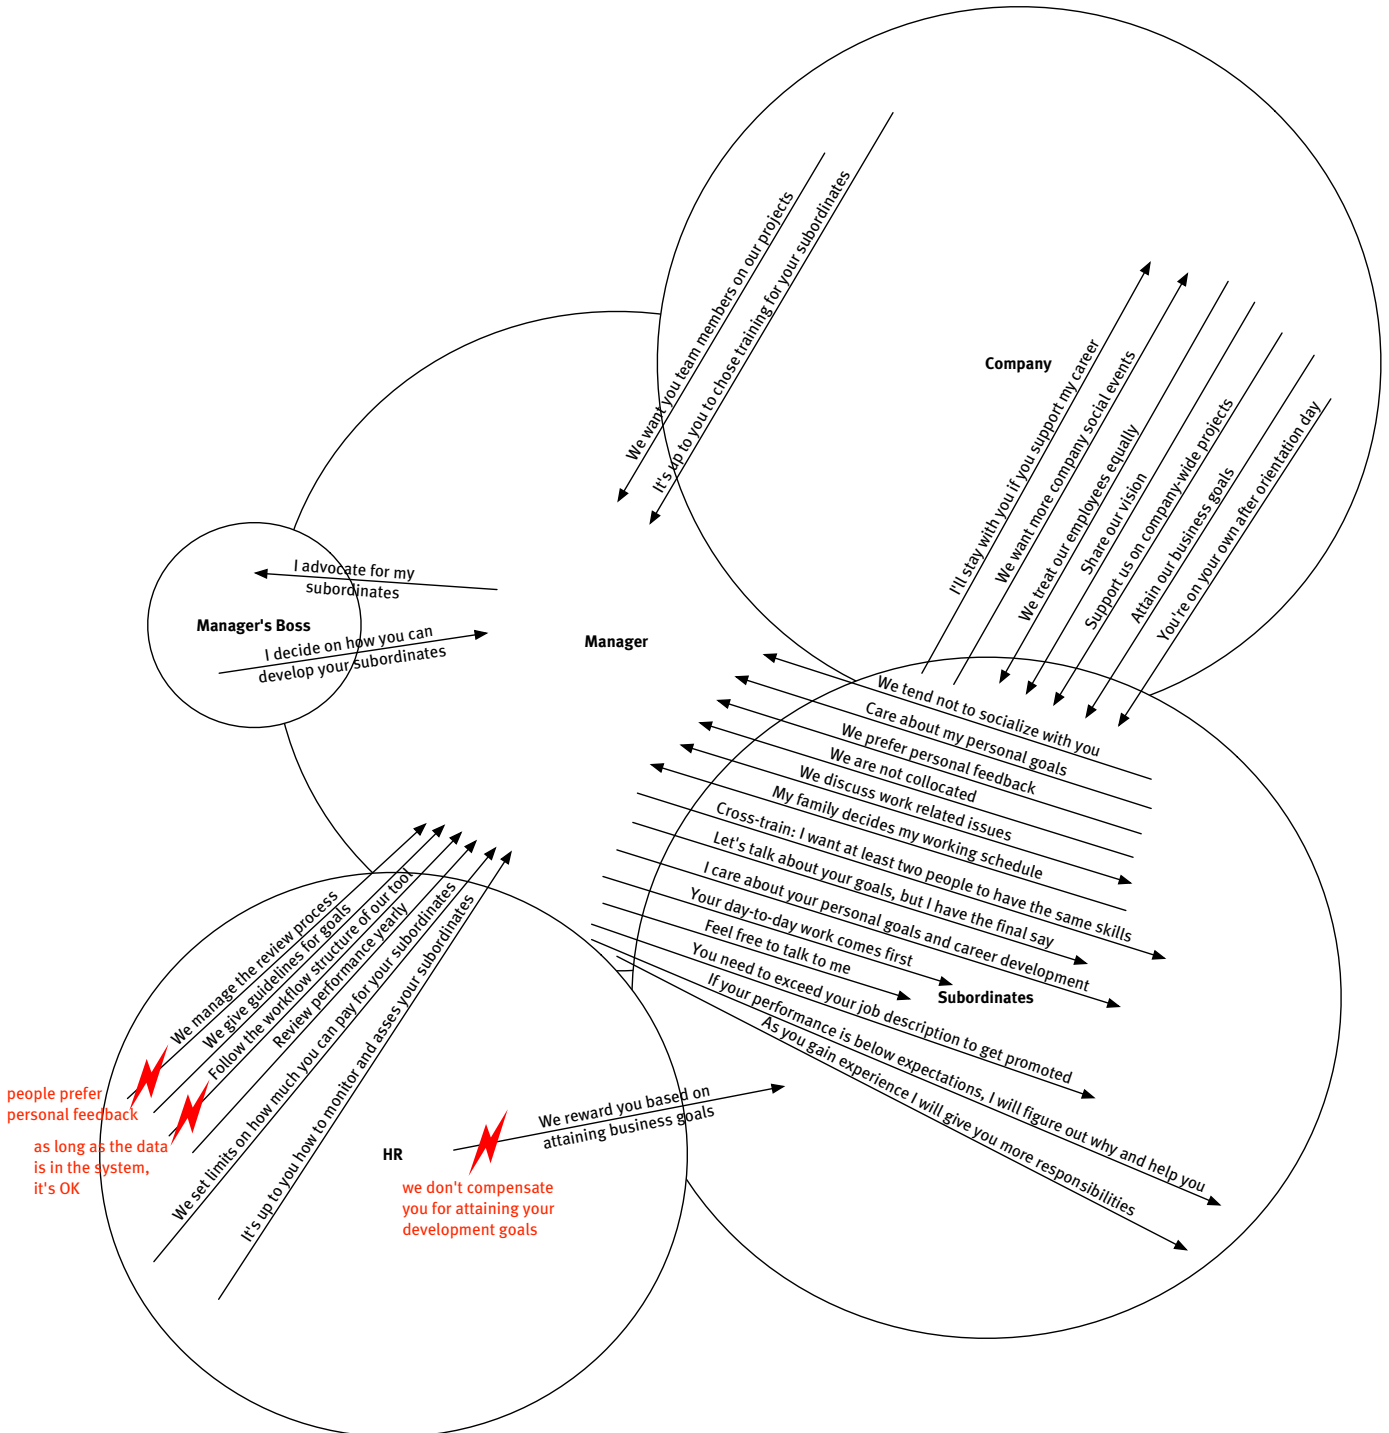 We want you team members on our projects
It's up to you to chose training for your subordinates
Company
I'll stay with you if you support my career
We want more company social events
We treat our employees equally
Share our vision
Support us on company-wide projects
Attain our business goals
You're on your own after orientation day
I advocate for my
subordinates
Manager's Boss
I decide on how you can
develop your subordinates
Manager
We tend not to socialize with you
Care about my personal goals
We prefer personal feedback
We are not collocated
We discuss work related issues
My family decides my working schedule
Cross-train: I want at least two people to have the same skills
Let's talk about your goals, but I have the final say
I care about your personal goals and career development
Your day-to-day work comes first
Feel free to talk to me
You need to exceed your job description to get promoted
If your performance is below expectations, I will figure out why and help you
As you gain experience I will give you more responsibilities
Subordinates
We manage the review process
We give guidelines for goals
Follow the workflow structure of our tool
Review performance yearly
We set limits on how much you can pay for your subordinates
It's up to you how to monitor and asses your subordinates
people prefer
personal feedback
as long as the data
is in the system,
it's OK
HR
We reward you based on
attaining business goals
we don't compensate
you for attaining your
development goals